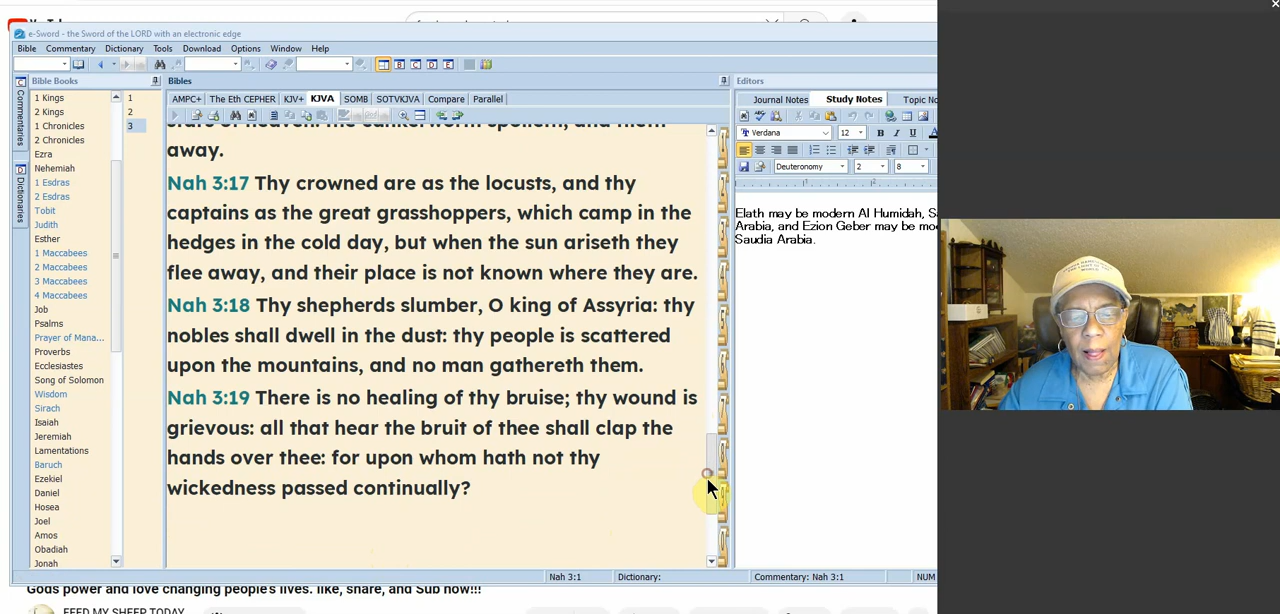 e-Sword - the Sword of the LORD with an electronic edge
Bible Commentary Dictionary Tools Download Options Window Help
Bible Books
Bibles
Editors
Commentaries
Dictionaries
1 Kings
2 Kings
1 Chronicles
2 Chronicles
Ezra
Nehemiah
1 Esdras
2 Esdras
Tobit
Judith
Esther
1 Maccabees
2 Maccabees
3 Maccabees
4 Maccabees
Job
Psalms
Prayer of Mana...
Proverbs
Ecclesiastes
Song of Solomon
Wisdom
Sirach
Isaiah
Jeremiah
Lamentations
Baruch
Ezekiel
Daniel
Hosea
Joel
Amos
Obadiah
Jonah
1
2
3
AMPC+ The Eth CEPHER KJV+ KJVA SOMB SOTVKJVA Compare Parallel
away.
Nah 3:17 Thy crowned are as the locusts, and thy
captains as the great grasshoppers, which camp in the
hedges in the cold day, but when the sun ariseth they
flee away, and their place is not known where they are.
Nah 3:18 Thy shepherds slumber, O king of Assyria: thy
nobles shall dwell in the dust: thy people is scattered
upon the mountains, and no man gathereth them.
Nah 3:19 There is no healing of thy bruise; thy wound is
grievous: all that hear the bruit of thee shall clap the
hands over thee: for upon whom hath not thy
wickedness passed continually?
Journal Notes Study Notes Topic No
Verdana 12 B I U A
Deuteronomy 2 8
Elath may be modern Al Humidah, S
Arabia, and Ezion Geber may be mo
Saudia Arabia.
Nah 3:1 Dictionary: Commentary: Nah 3:1 NUM
Gods power and love changing people's lives. like, share, and Sub now!!!
FEED MY SHEEP TODAY